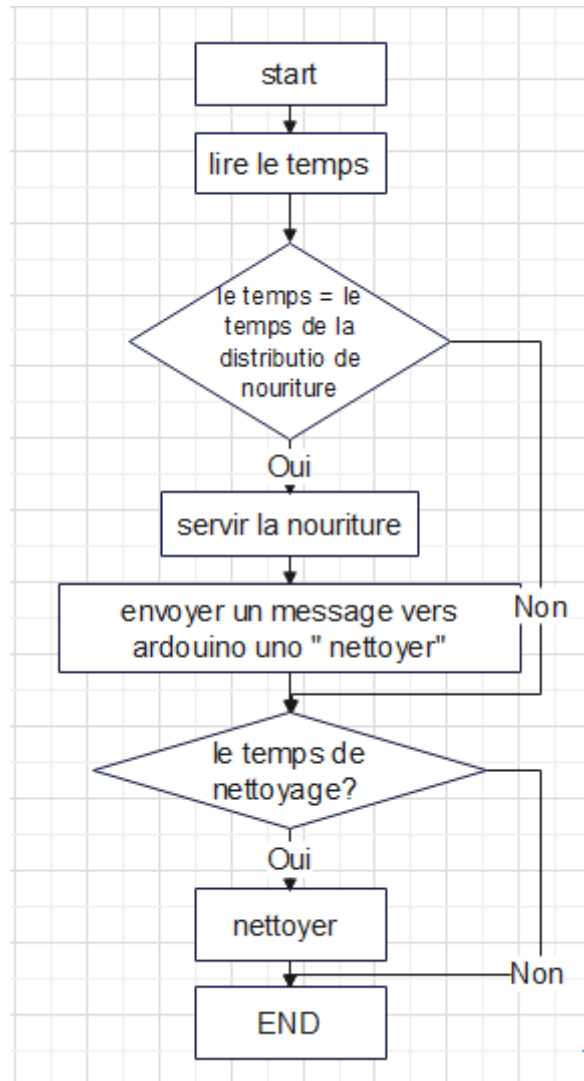 start
lire le temps
le temps = le
temps de la
distributio de
nouriture
Oui
servir la nouriture
envoyer un message vers
ardouino uno " nettoyer"
Non
le temps de
nettoyage?
Oui
nettoyer
Non
END